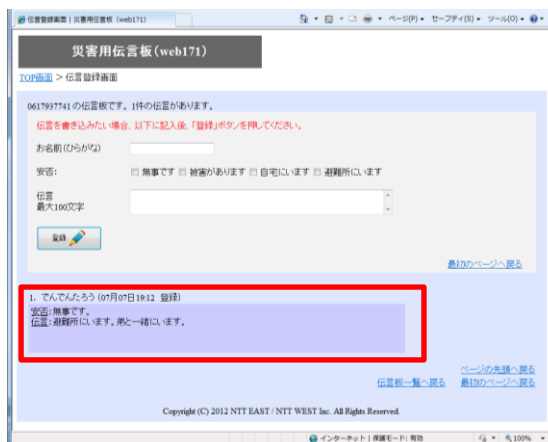 伝言登録画面 | 災害用伝言板 (web171)
ページ(P) セーフティ(S) ツール(O)
災害用伝言板(web171)
TOP画面 > 伝言登録画面
0617937741 の伝言板です。1件の伝言があります。
伝言を書き込みたい場合、以下に記入後、「登録」ボタンを押してください。
お名前(ひらがな)
安否: 無事です 被害があります 自宅にいます 避難所にいます
伝言
最大100文字
登録
最初のページへ戻る
1. でんでんたろう (07月07日19:12 登録)
安否:無事です。
伝言:避難所にいます。弟と一緒にいます。
ページの先頭へ戻る
伝言板一覧へ戻る 最初のページへ戻る
Copyright (C) 2012 NTT EAST / NTT WEST Inc. All Rights Reserved.
インターネット | 保護モード: 有効 100%